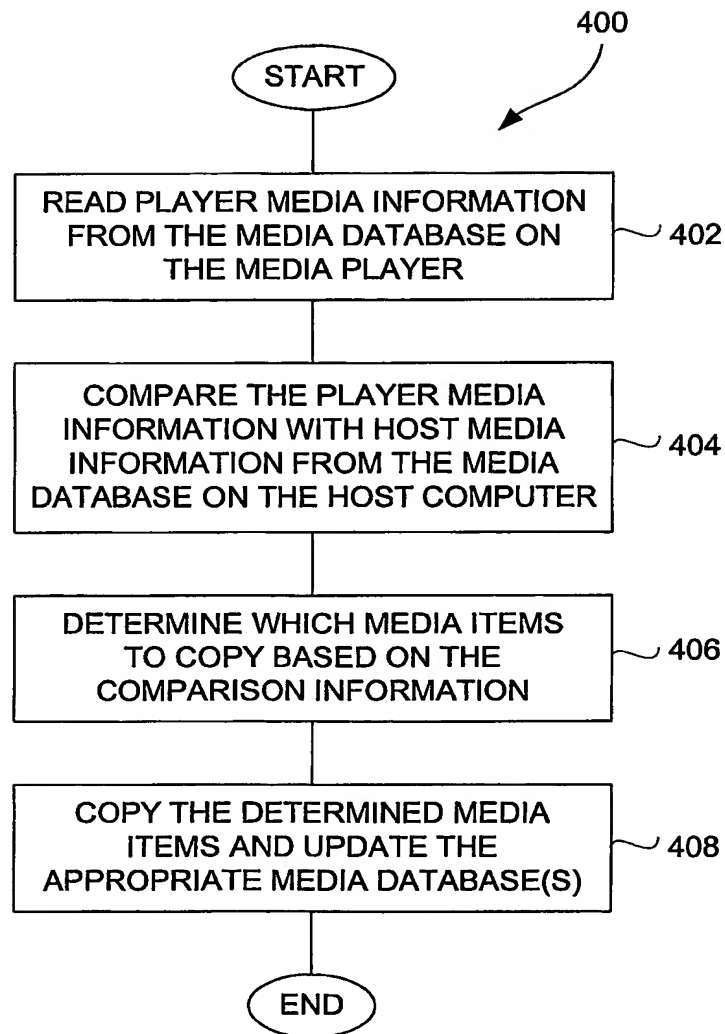 400
START
READ PLAYER MEDIA INFORMATION
FROM THE MEDIA DATABASE ON
THE MEDIA PLAYER
402
COMPARE THE PLAYER MEDIA
INFORMATION WITH HOST MEDIA
INFORMATION FROM THE MEDIA
DATABASE ON THE HOST COMPUTER
404
DETERMINE WHICH MEDIA ITEMS
TO COPY BASED ON THE
COMPARISON INFORMATION
406
COPY THE DETERMINED MEDIA
ITEMS AND UPDATE THE
APPROPRIATE MEDIA DATABASE(S)
408
END